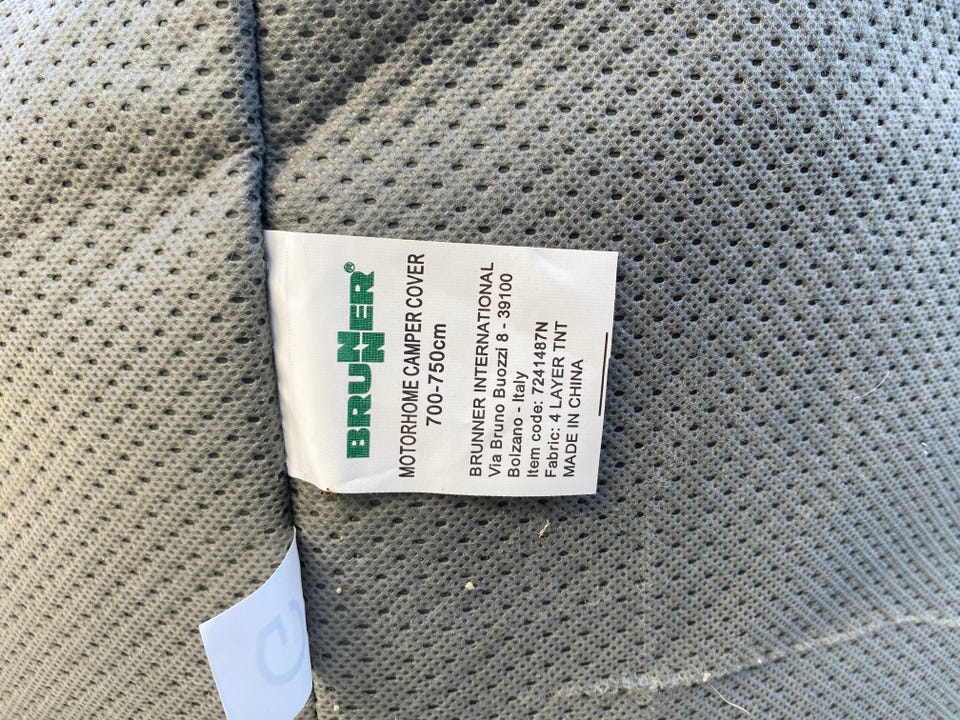 BRUNNER®
MOTORHOME CAMPER COVER
700-750cm
BRUNNER INTERNATIONAL
Via Bruno Buozzi 8 - 39100
Bolzano - Italy
Item code: 7241487N
Fabric: 4 LAYER TNT
MADE IN CHINA